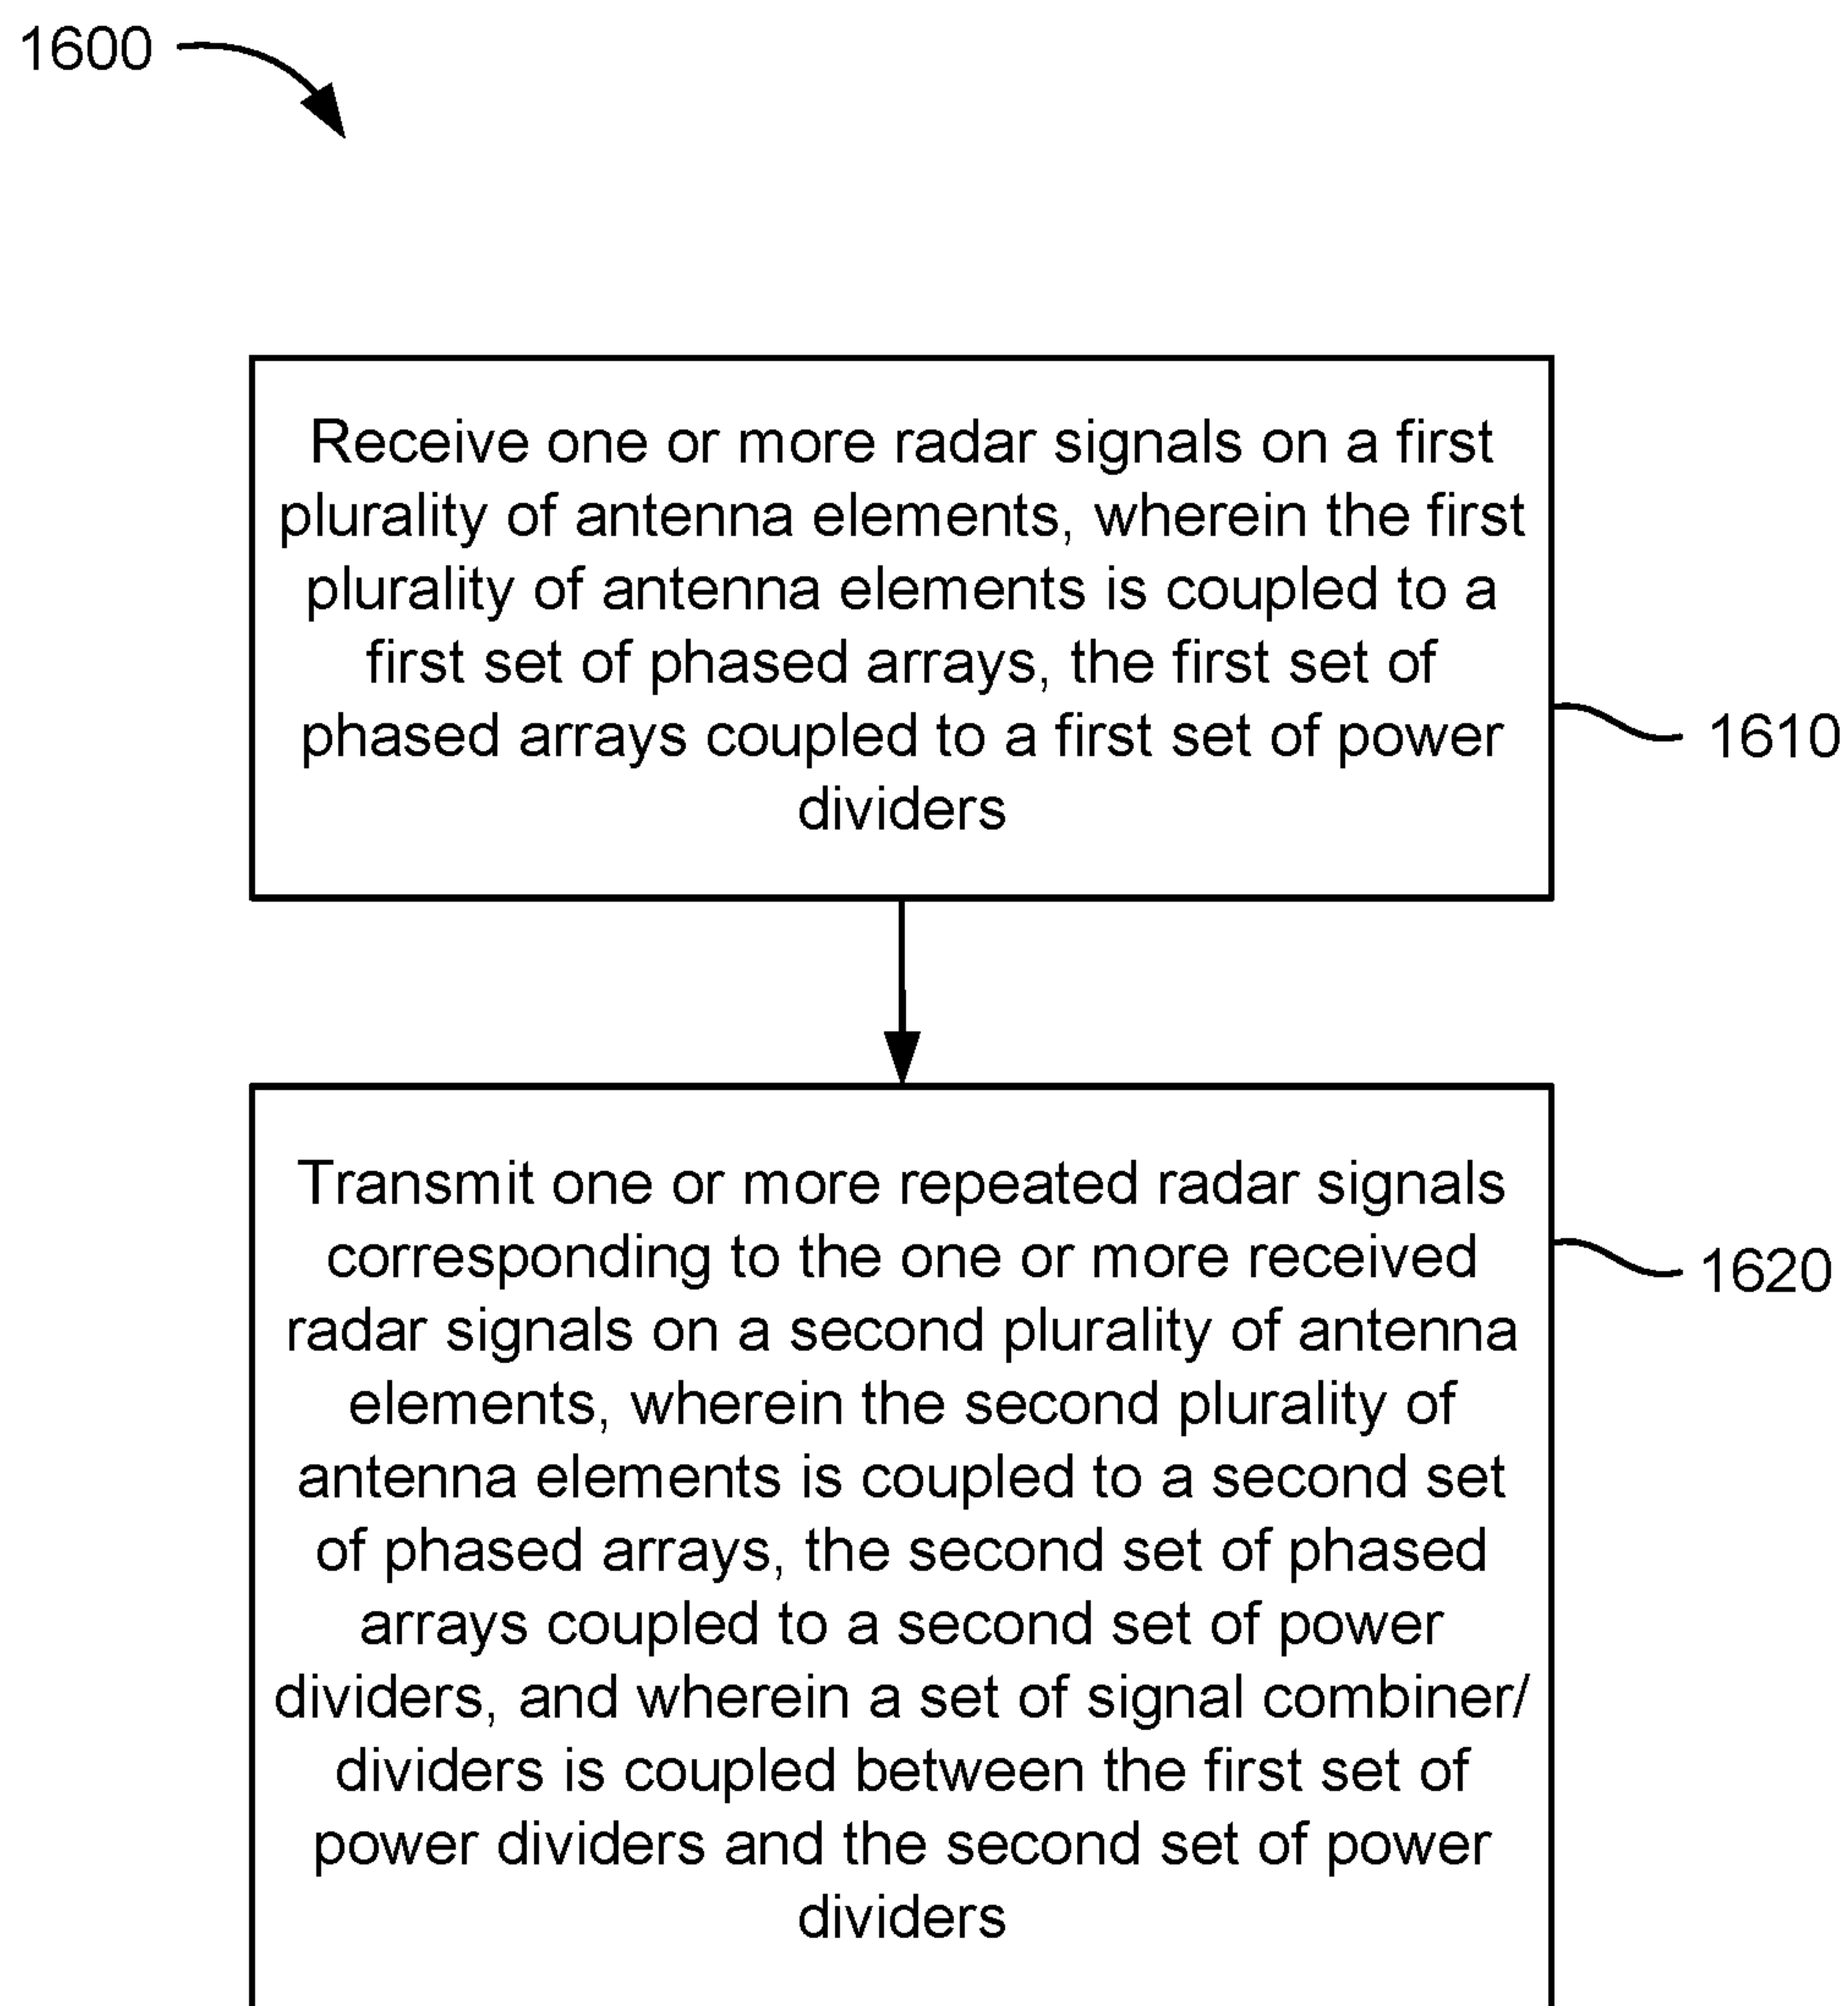 1600
Receive one or more radar signals on a first
plurality of antenna elements, wherein the first
plurality of antenna elements is coupled to a
first set of phased arrays, the first set of
phased arrays coupled to a first set of power
dividers
1610
Transmit one or more repeated radar signals
corresponding to the one or more received
radar signals on a second plurality of antenna
elements, wherein the second plurality of
antenna elements is coupled to a second set
of phased arrays, the second set of phased
arrays coupled to a second set of power
dividers, and wherein a set of signal combiner/
dividers is coupled between the first set of
power dividers and the second set of power
dividers
1620